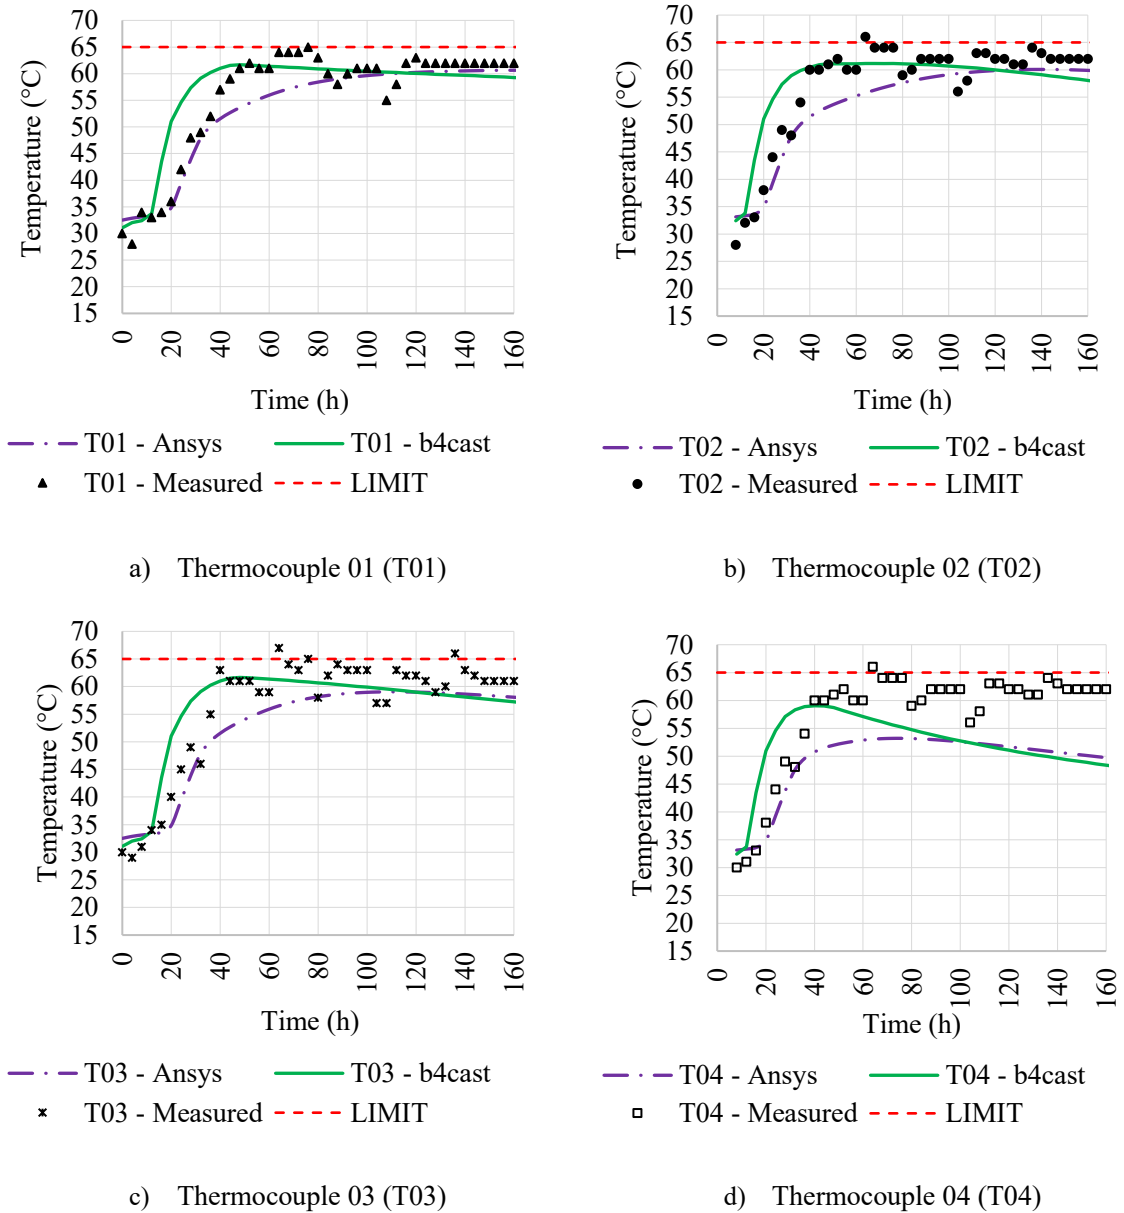 70
65
60
55
50
45
40
35
30
25
20
15
Temperature (°C)
0 20 40 60 80 100 120 140 160
Time (h)
T01 - Ansys T01 - b4cast
T01 - Measured LIMIT
a) Thermocouple 01 (T01)
70
65
60
55
50
45
40
35
30
25
20
15
Temperature (°C)
0 20 40 60 80 100 120 140 160
Time (h)
T02 - Ansys T02 - b4cast
T02 - Measured LIMIT
b) Thermocouple 02 (T02)
70
65
60
55
50
45
40
35
30
25
20
15
Temperature (°C)
0 20 40 60 80 100 120 140 160
Time (h)
T03 - Ansys T03 - b4cast
T03 - Measured LIMIT
c) Thermocouple 03 (T03)
70
65
60
55
50
45
40
35
30
25
20
15
Temperature (°C)
0 20 40 60 80 100 120 140 160
Time (h)
T04 - Ansys T04 - b4cast
T04 - Measured LIMIT
d) Thermocouple 04 (T04)